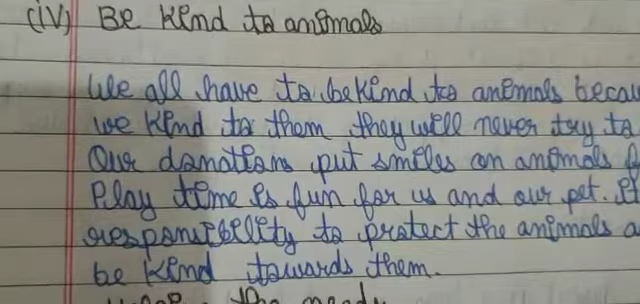 (iv) Be kind to animals
We all have to be kind to animals becau
we kind to them they will never try to
Our donations put smiles on animals f
Play time is fun for us and our pet. It
responsibility to protect the animals a
be kind towards them.
the needy